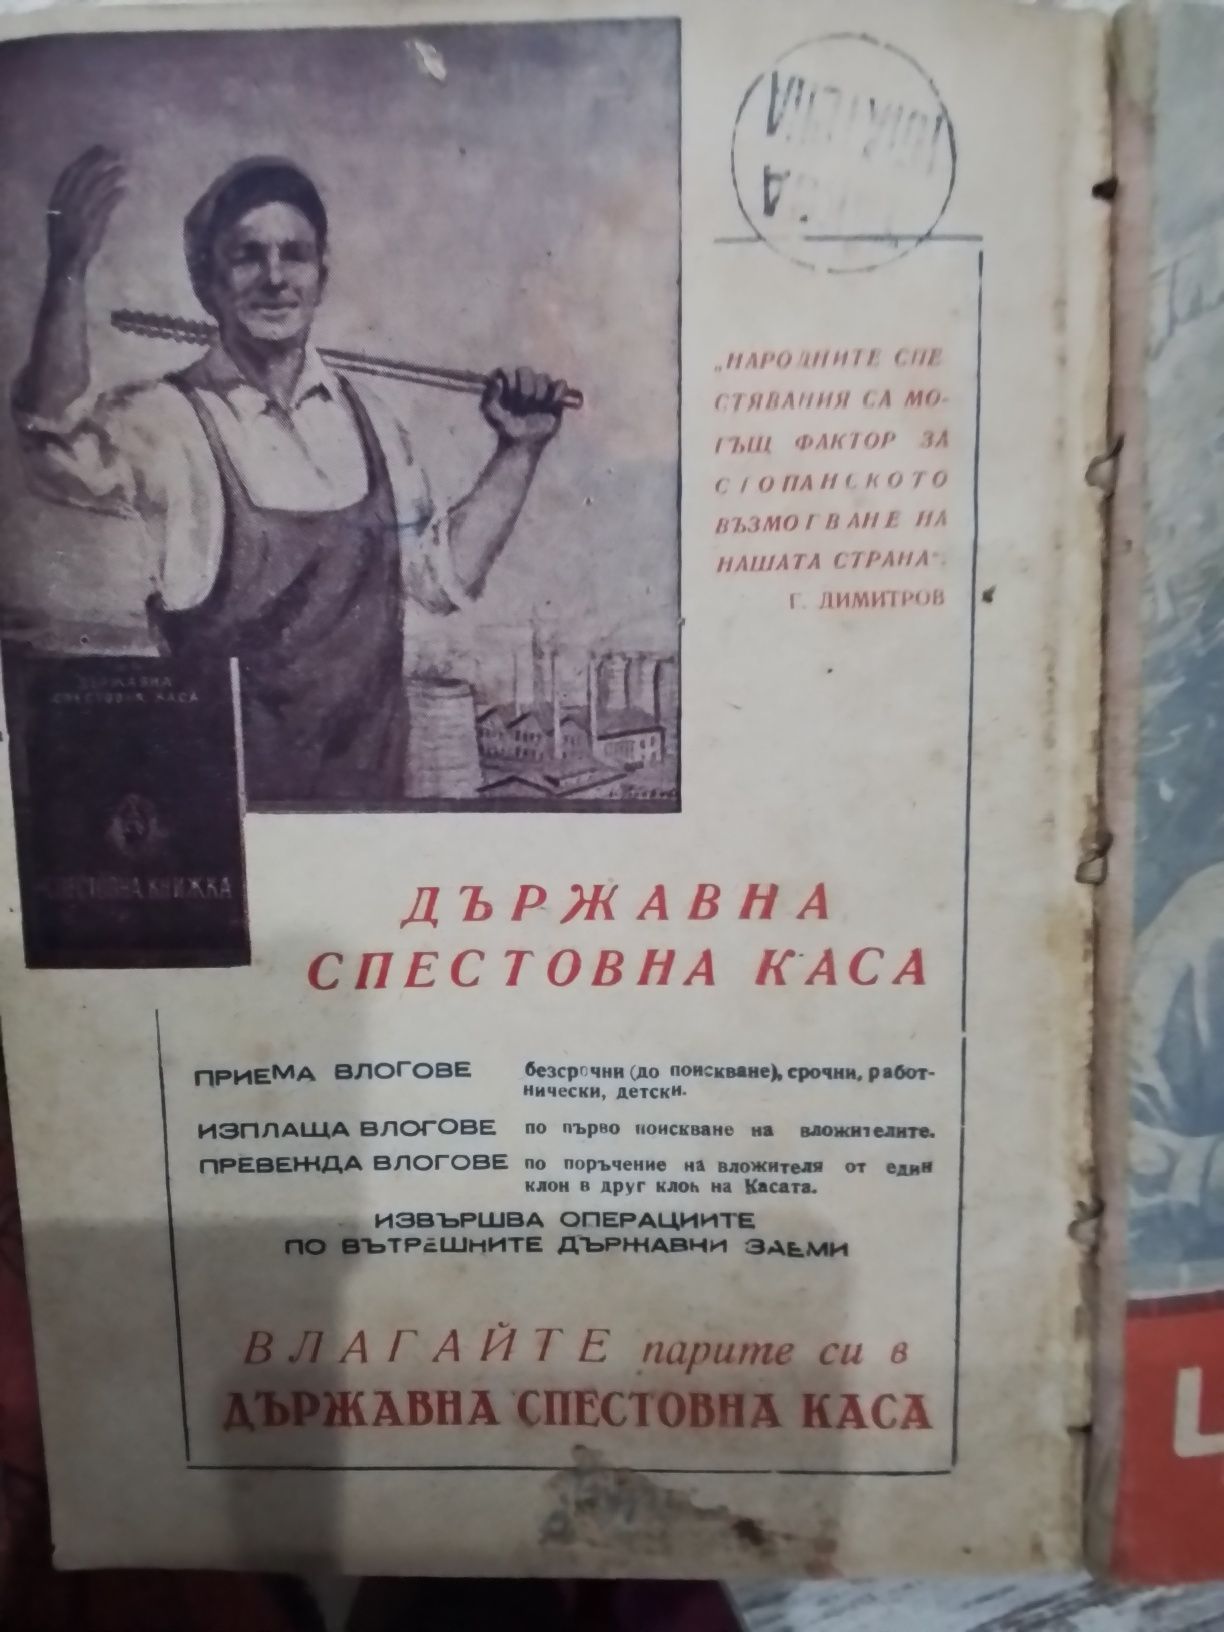 „НАРОДНИТЕ СПЕ
СТЯВАНИЯ СА МО-
ГЪЩ ФАКТОР ЗА
СТОПАНСКОТО
ВЪЗМОГВАНЕ НА
НАШАТА СТРАНА“.
Г. ДИМИТРОВ
ДЪРЖАВНА
СПЕСТОВНА КАСА
СПЕСТОВНА КНИЖКА
ДЪРЖАВНА
СПЕСТОВНА КАСА
ПРИЕМА ВЛОГОВЕ безсрочни (до поискване), срочни, работ-
нически, детски.
ИЗПЛАЩА ВЛОГОВЕ по първо поискване на вложителите.
ПРЕВЕЖДА ВЛОГОВЕ по поръчение на вложителя от един
клон в друг клон на Касата.
ИЗВЪРШВА ОПЕРАЦИИТЕ
ПО ВЪТРЕШНИТЕ ДЪРЖАВНИ ЗАЕМИ
ВЛАГАЙТЕ парите си в
ДЪРЖАВНА СПЕСТОВНА КАСА